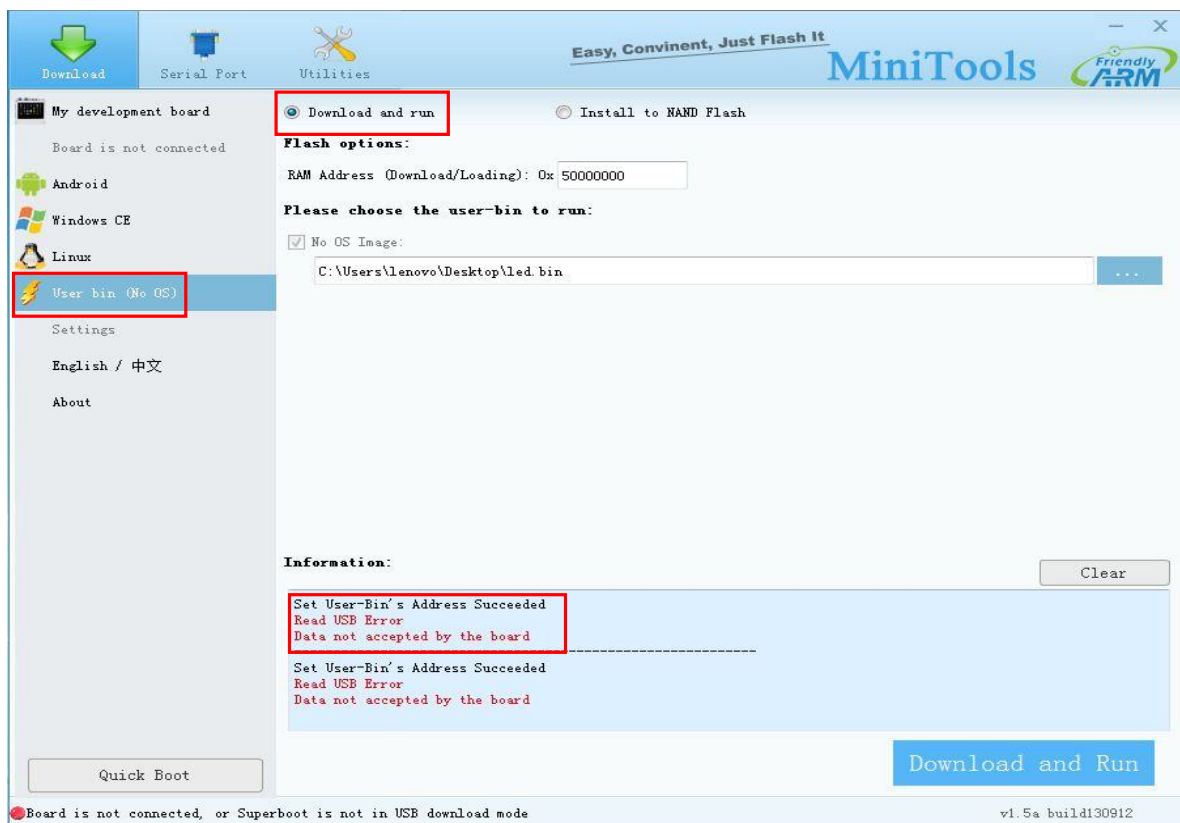 Download
Serial Port
Utilities
Easy, Convinent, Just Flash It
MiniTools
Friendly
ARM
My development board
Board is not connected
Android
Windows CE
Linux
User bin (No OS)
Settings
English / 中文
About
Quick Boot
Download and run
Install to NAND Flash
Flash options:
RAM Address (Download/Loading): 0x 50000000
Please choose the user-bin to run:
No OS Image:
C:\Users\lenovo\Desktop\led.bin
...
Information:
Clear
Set User-Bin's Address Succeeded
Read USB Error
Data not accepted by the board
------------------------------------------------------------
Set User-Bin's Address Succeeded
Read USB Error
Data not accepted by the board
Download and Run
Board is not connected, or Superboot is not in USB download mode
v1.5a build130912